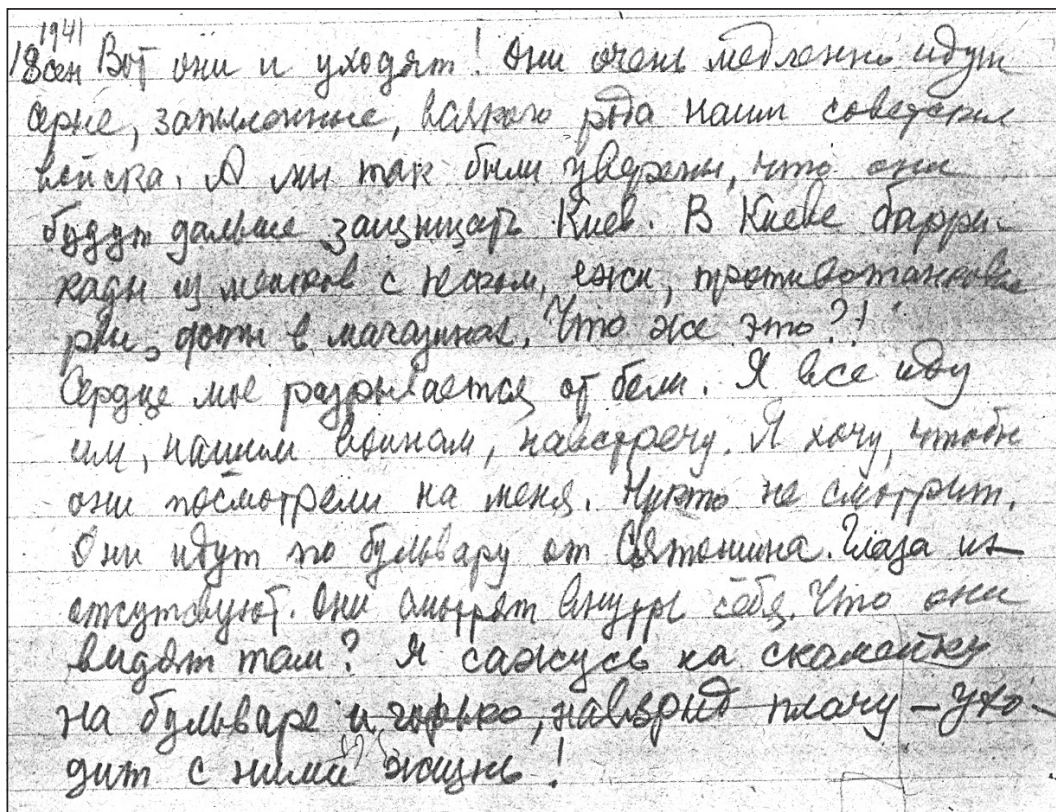 1941
18 сен Вот они и уходят! Они очень медленно идут
серые, запыленные, всякого рода наши советские
войска. А мы так были уверены, что они
будут дальше защищать Киев. В Киеве барри-
кады из мешков с песком, ежи, противотанковые
рвы, доты в магазинах. Что же это?!
Сердце мое разрывается от боли. Я все иду
им, нашим воинам, навстречу. Я хочу, чтобы
они посмотрели на меня. Никто не смотрит.
Они идут по бульвару от Святошина. Глаза их
отсутствуют. Они смотрят внутрь себя. Что они
видят там? Я сажусь на скамейку
на бульваре и горько, навзрыд плачу – ухо-
дит с ними жизнь!